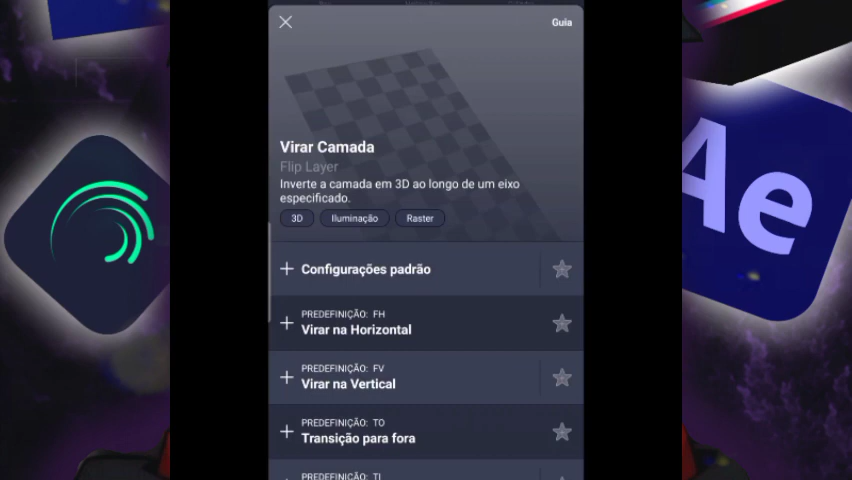 Guia
Virar Camada
Flip Layer
Inverte a camada em 3D ao longo de um eixo
especificado.
3D
Iluminação
Raster
Configurações padrão
PREDEFINIÇÃO: FH
Virar na Horizontal
PREDEFINIÇÃO: FV
Virar na Vertical
PREDEFINIÇÃO: TO
Transição para fora
PREDEFINIÇÃO: TI
Ae